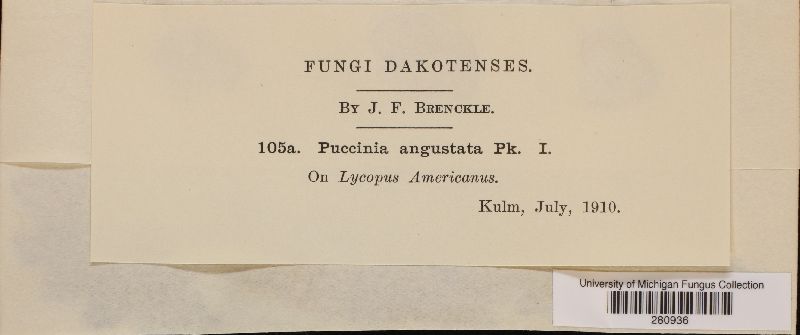 FUNGI DAKOTENSES.
By J. F. Brenckle.
105a. Puccinia angustata Pk. I.
On Lycopus Americanus.
Kulm, July, 1910.
University of Michigan Fungus Collection
280936